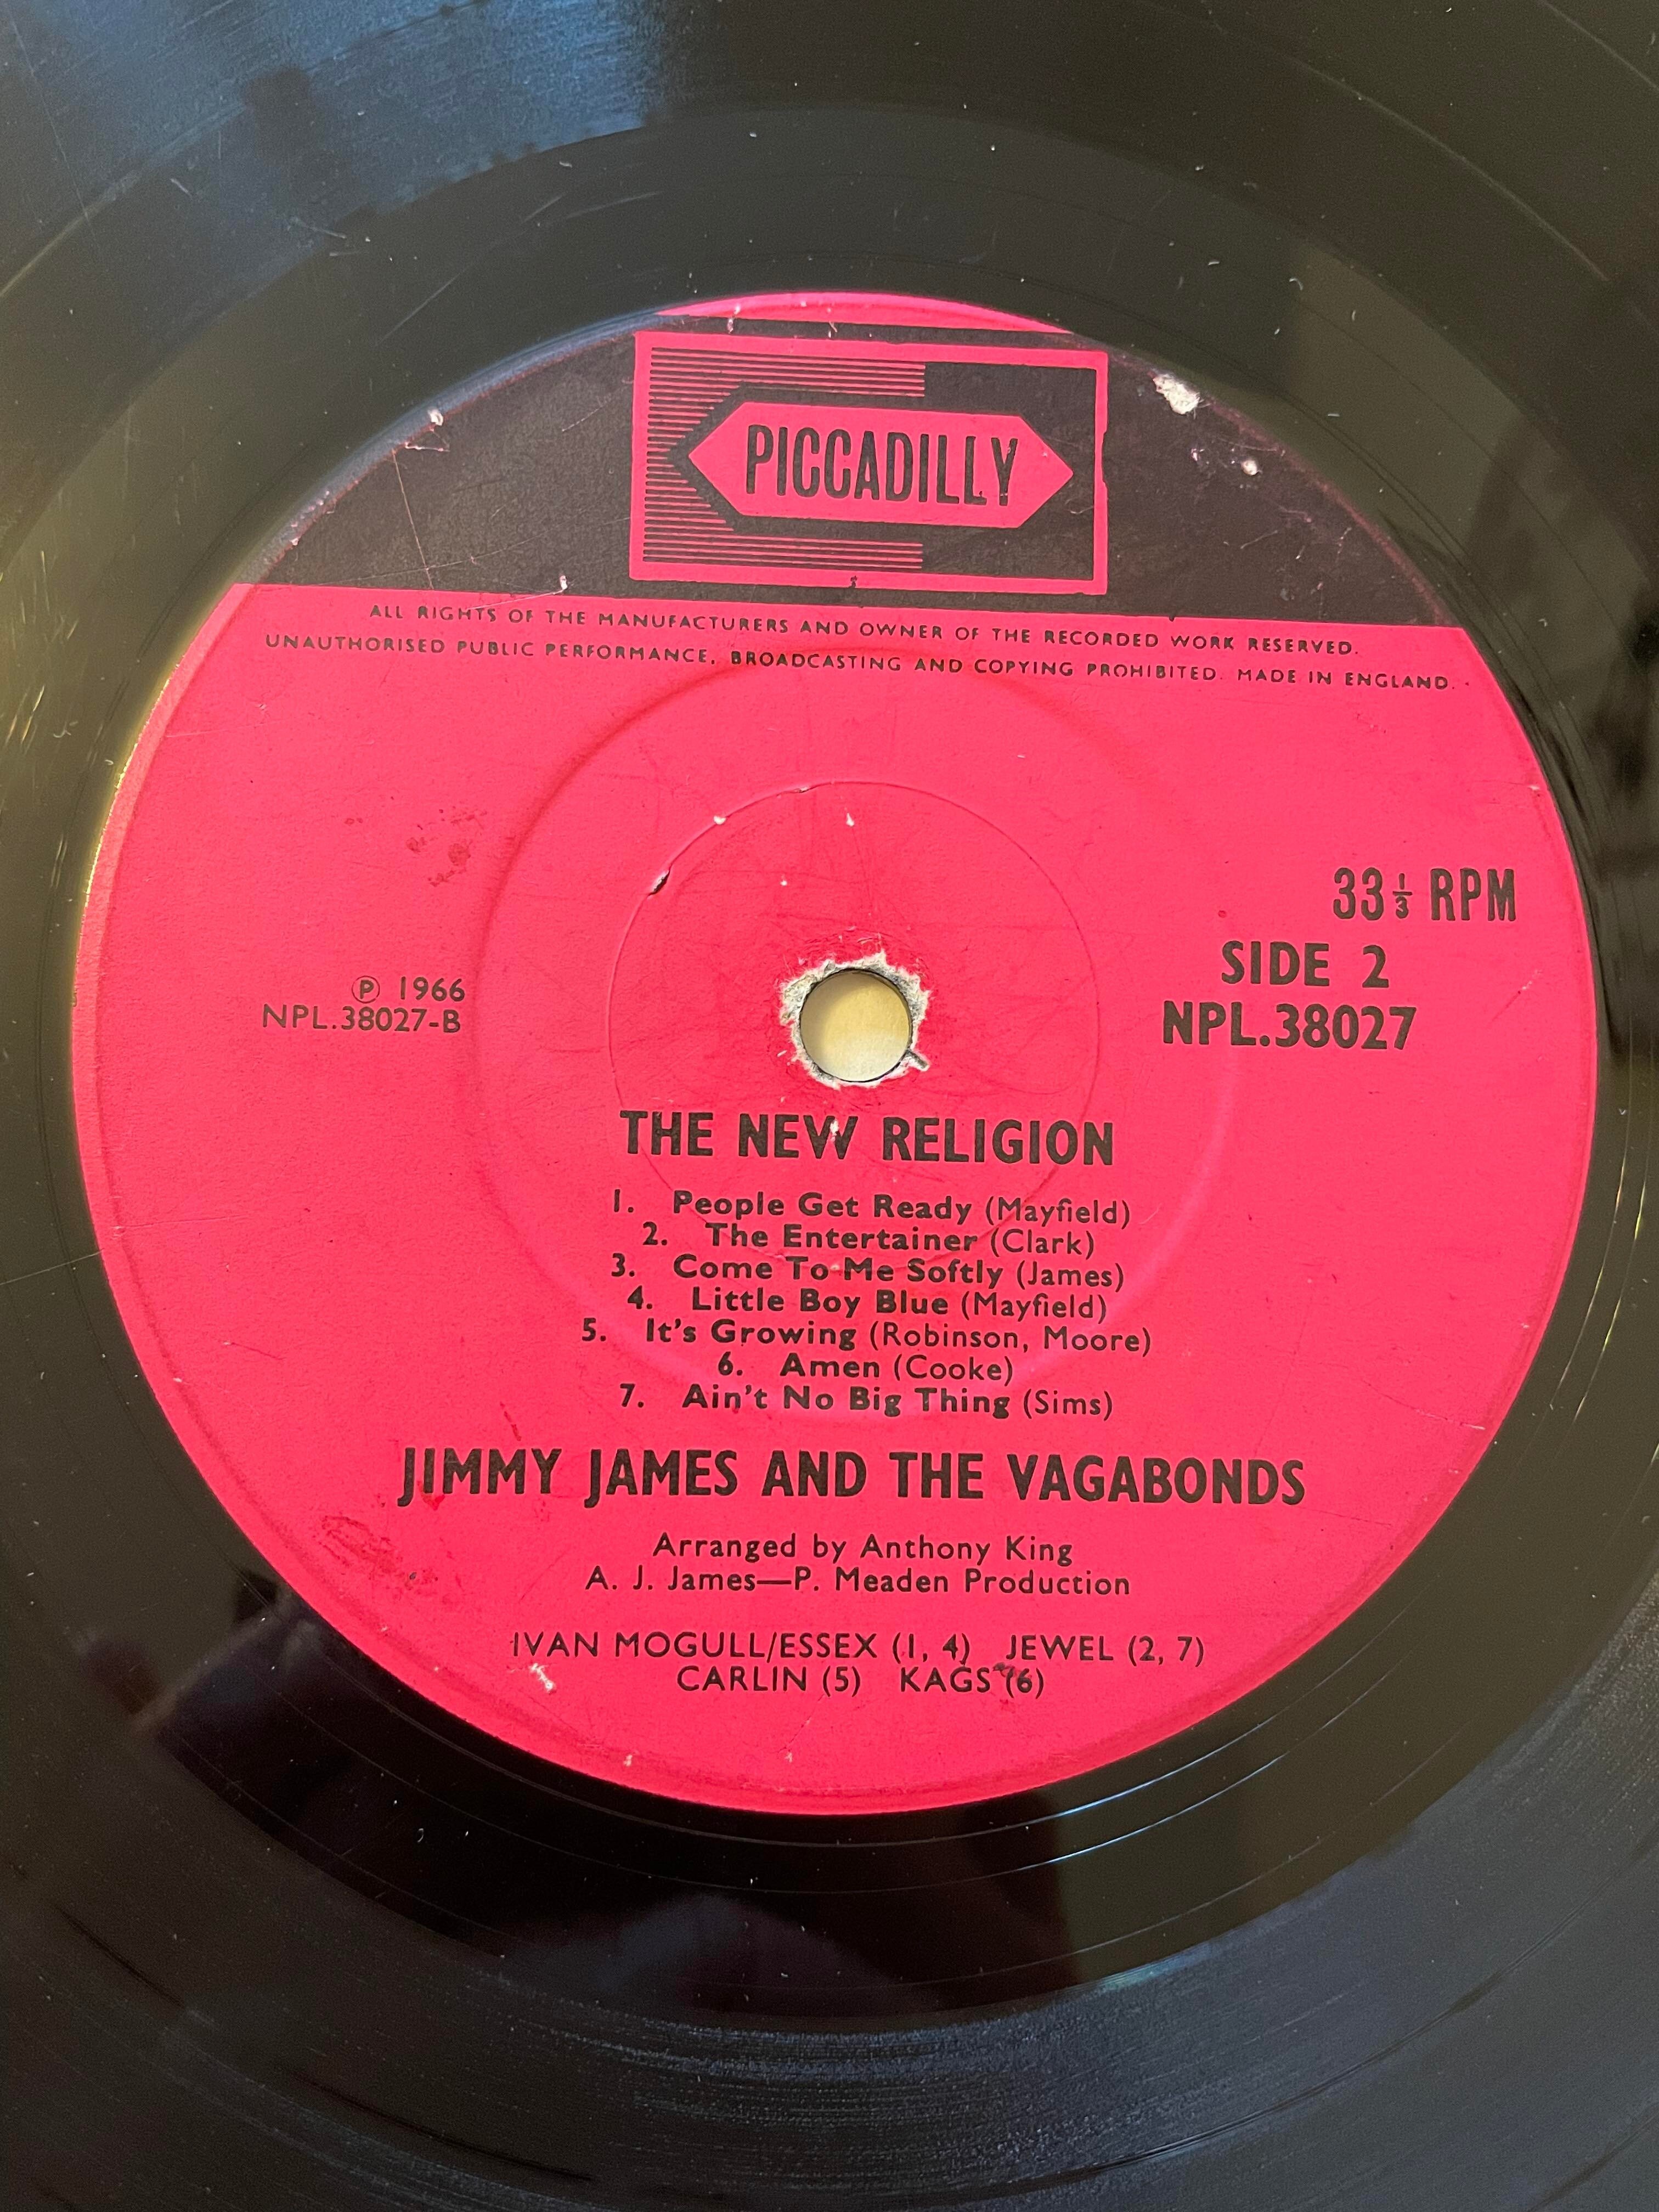 PICCADILLY
ALL RIGHTS OF THE MANUFACTURERS AND OWNER OF THE RECORDED WORK RESERVED.
UNAUTHORISED PUBLIC PERFORMANCE, BROADCASTING AND COPYING PROHIBITED. MADE IN ENGLAND.
33⅓ RPM
SIDE 2
NPL.38027
℗ 1966
NPL.38027-B
THE NEW RELIGION
1. People Get Ready (Mayfield)
2. The Entertainer (Clark)
3. Come To Me Softly (James)
4. Little Boy Blue (Mayfield)
5. It's Growing (Robinson, Moore)
6. Amen (Cooke)
7. Ain't No Big Thing (Sims)
JIMMY JAMES AND THE VAGABONDS
Arranged by Anthony King
A. J. James—P. Meaden Production
IVAN MOGULL/ESSEX (1, 4) JEWEL (2, 7)
CARLIN (5) KAGS (6)